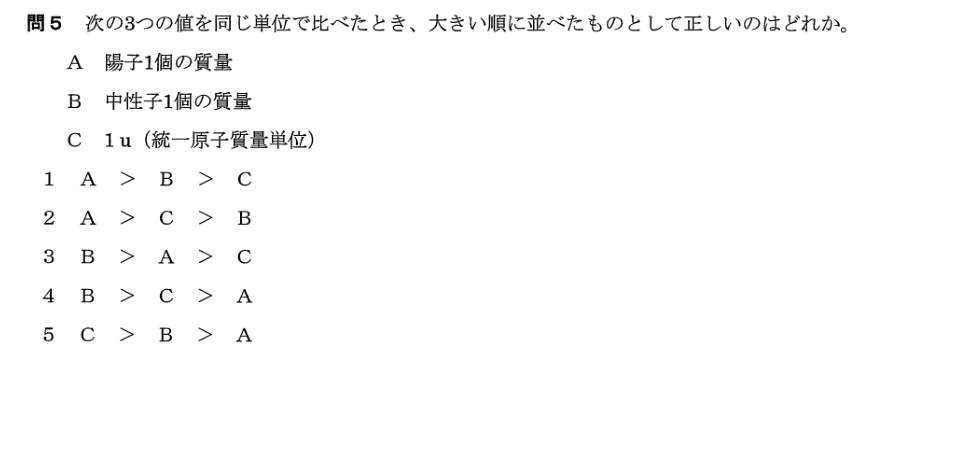 問5 次の3つの値を同じ単位で比べたとき、大きい順に並べたものとして正しいのはどれか。
A 陽子1個の質量
B 中性子1個の質量
C 1 u（統一原子質量単位）
1 A ＞ B ＞ C
2 A ＞ C ＞ B
3 B ＞ A ＞ C
4 B ＞ C ＞ A
5 C ＞ B ＞ A